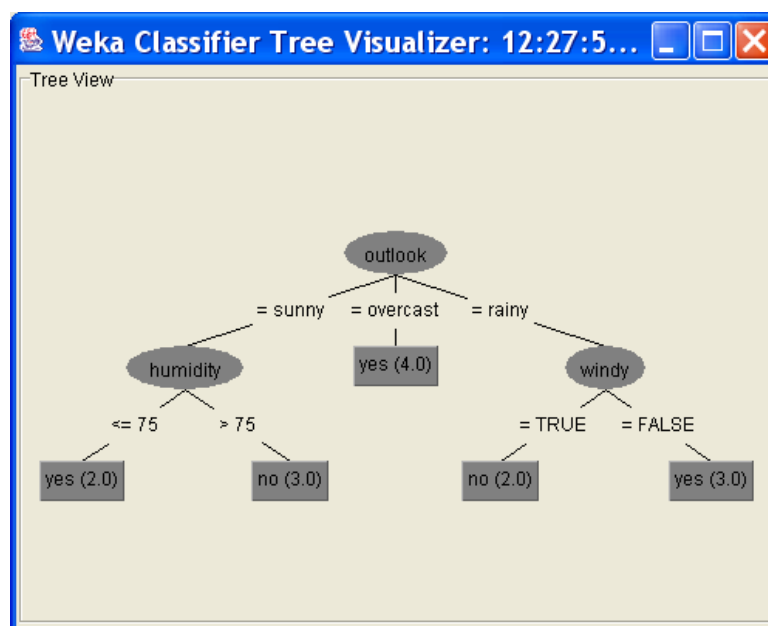 Weka Classifier Tree Visualizer: 12:27:5...
Tree View
outlook
= sunny = overcast = rainy
humidity yes (4.0) windy
<= 75 > 75 = TRUE = FALSE
yes (2.0) no (3.0) no (2.0) yes (3.0)